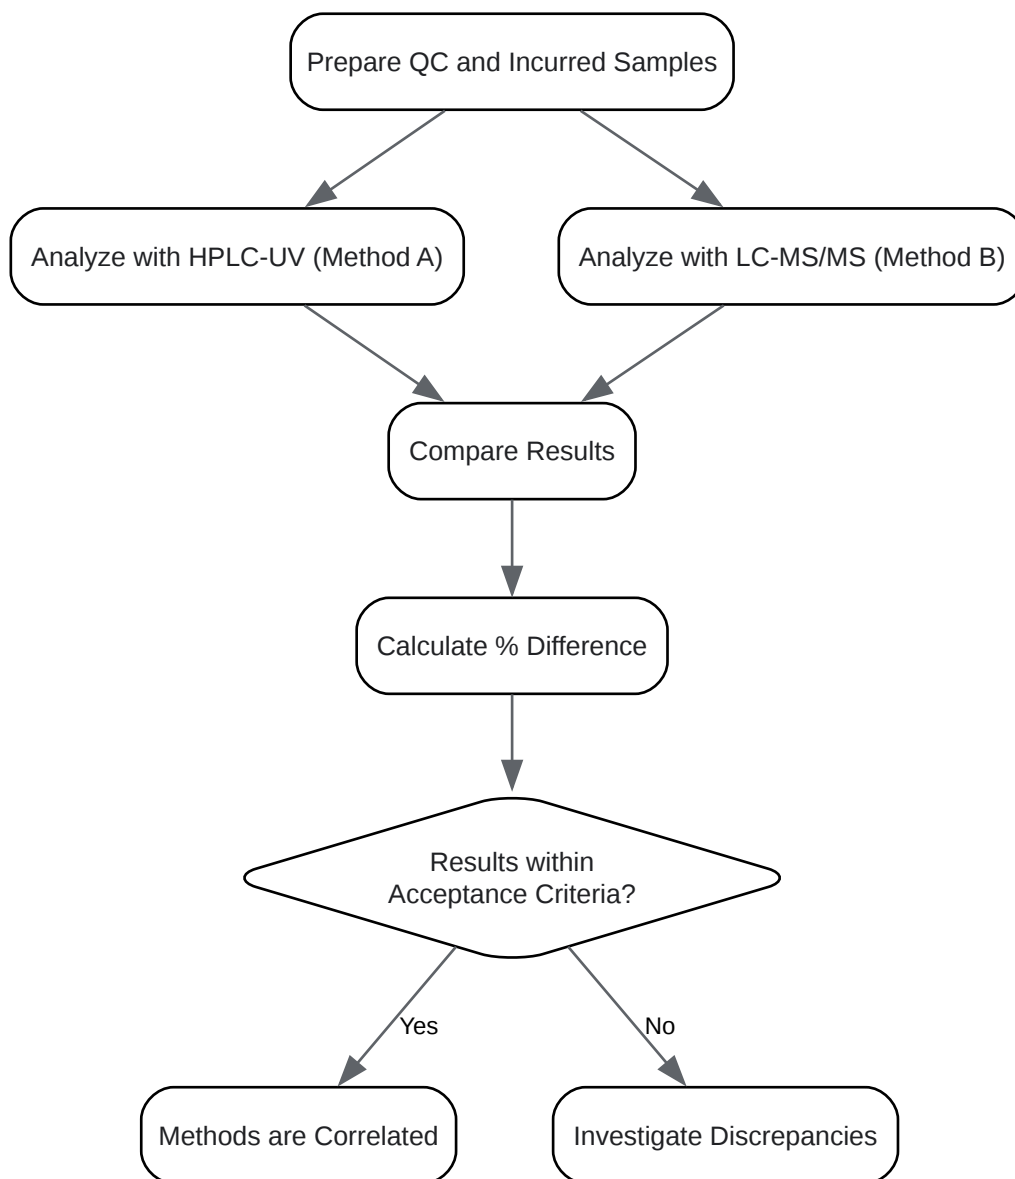 Prepare QC and Incurred Samples
Analyze with HPLC-UV (Method A)
Analyze with LC-MS/MS (Method B)
Compare Results
Calculate % Difference
Results within
Acceptance Criteria?
Yes
No
Methods are Correlated
Investigate Discrepancies